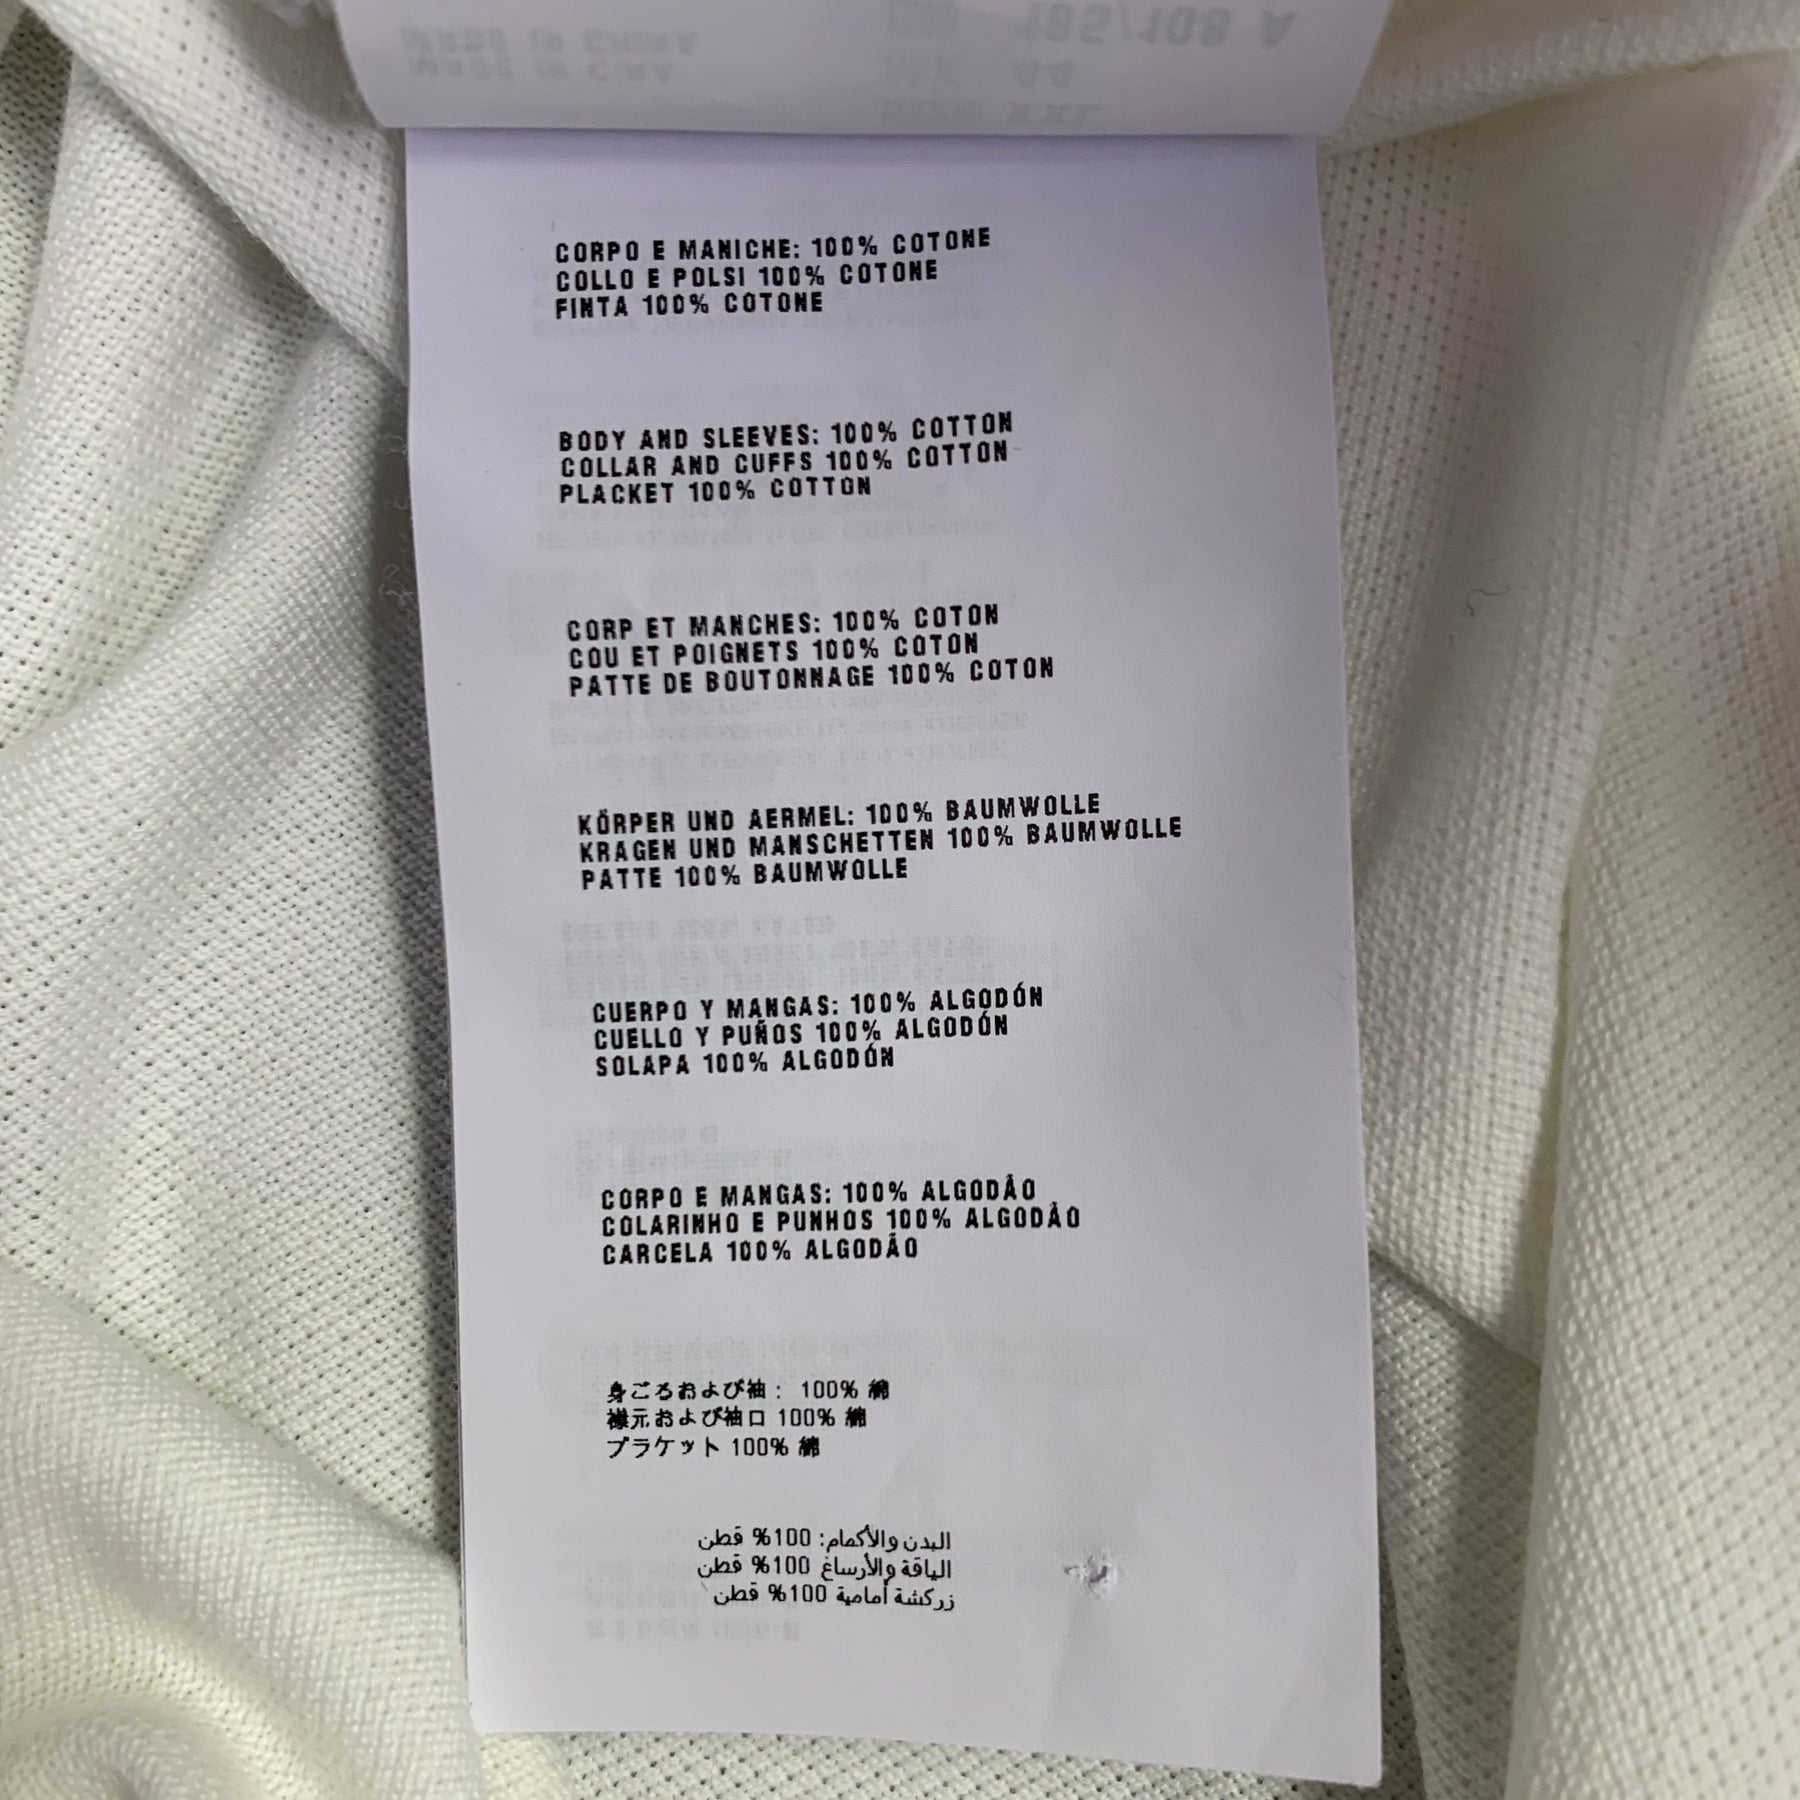 CORPO E MANICHE: 100% COTONE
COLLO E POLSI 100% COTONE
FINTA 100% COTONE
BODY AND SLEEVES: 100% COTTON
COLLAR AND CUFFS 100% COTTON
PLACKET 100% COTTON
CORP ET MANCHES: 100% COTON
COU ET POIGNETS 100% COTON
PATTE DE BOUTONNAGE 100% COTON
KÖRPER UND AERMEL: 100% BAUMWOLLE
KRAGEN UND MANSCHETTEN 100% BAUMWOLLE
PATTE 100% BAUMWOLLE
CUERPO Y MANGAS: 100% ALGODÓN
CUELLO Y PUÑOS 100% ALGODÓN
SOLAPA 100% ALGODÓN
CORPO E MANGAS: 100% ALGODÃO
COLARINHO E PUNHOS 100% ALGODÃO
CARCELA 100% ALGODÃO
身ごろおよび袖： 100% 綿
襟元および袖口 100% 綿
プラケット 100% 綿
البدن والأكمام: 100% قطن
الياقة والأرساغ 100% قطن
زركشة أمامية 100% قطن